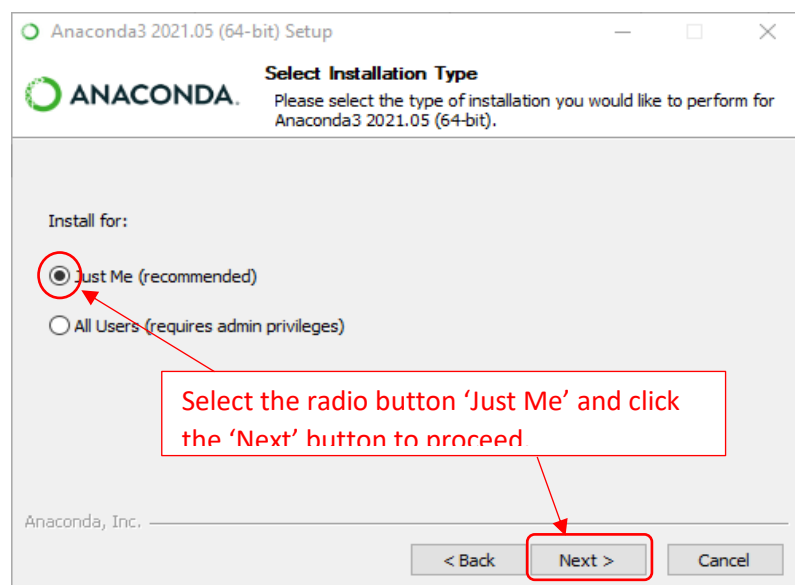 Anaconda3 2021.05 (64-bit) Setup
ANACONDA.
Select Installation Type
Please select the type of installation you would like to perform for
Anaconda3 2021.05 (64-bit).
Install for:
Just Me (recommended)
All Users (requires admin privileges)
Select the radio button ‘Just Me’ and click
the ‘Next’ button to proceed
Anaconda, Inc.
< Back
Next >
Cancel